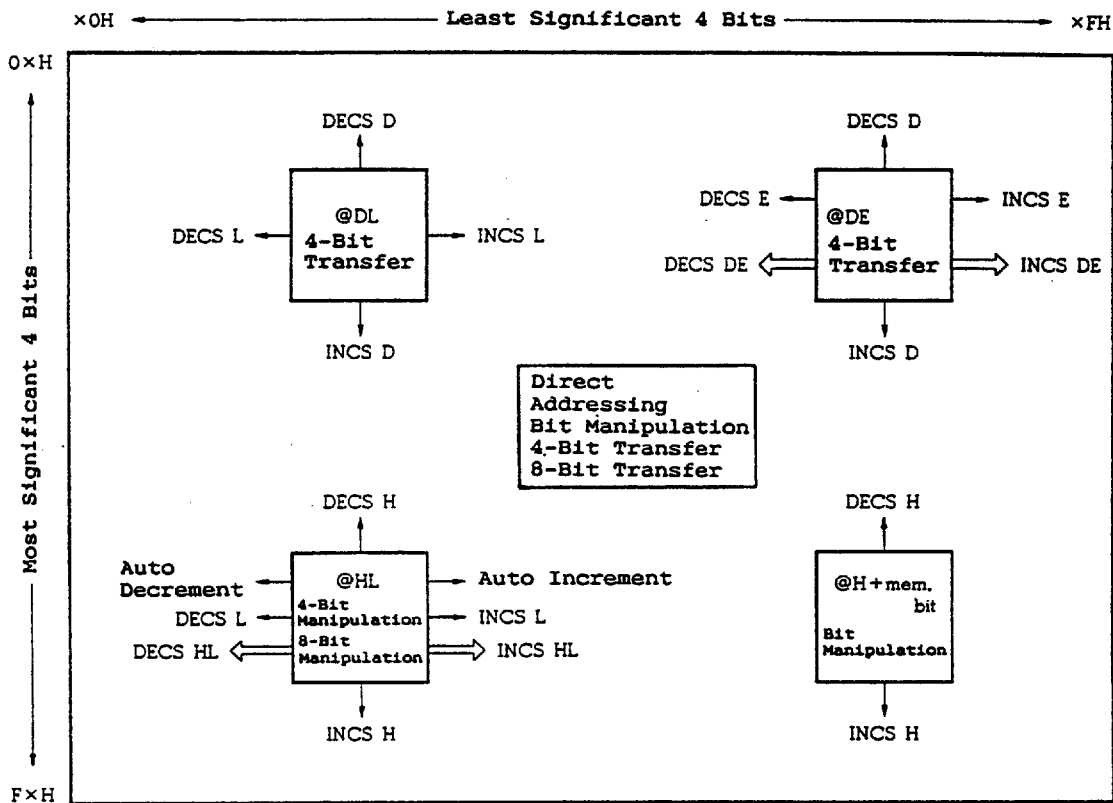 ×0H Least Significant 4 Bits ×FH
0×H
Most Significant 4 Bits
F×H
DECS D
@DL
4-Bit
Transfer
DECS L
INCS L
INCS D
DECS D
DECS E
INCS E
@DE
4-Bit
Transfer
DECS DE
INCS DE
INCS D
Direct
Addressing
Bit Manipulation
4-Bit Transfer
8-Bit Transfer
DECS H
Auto
Decrement
@HL
Auto Increment
4-Bit
Manipulation
DECS L
INCS L
8-Bit
Manipulation
DECS HL
INCS HL
INCS H
DECS H
@H+mem.
bit
Bit
Manipulation
INCS H